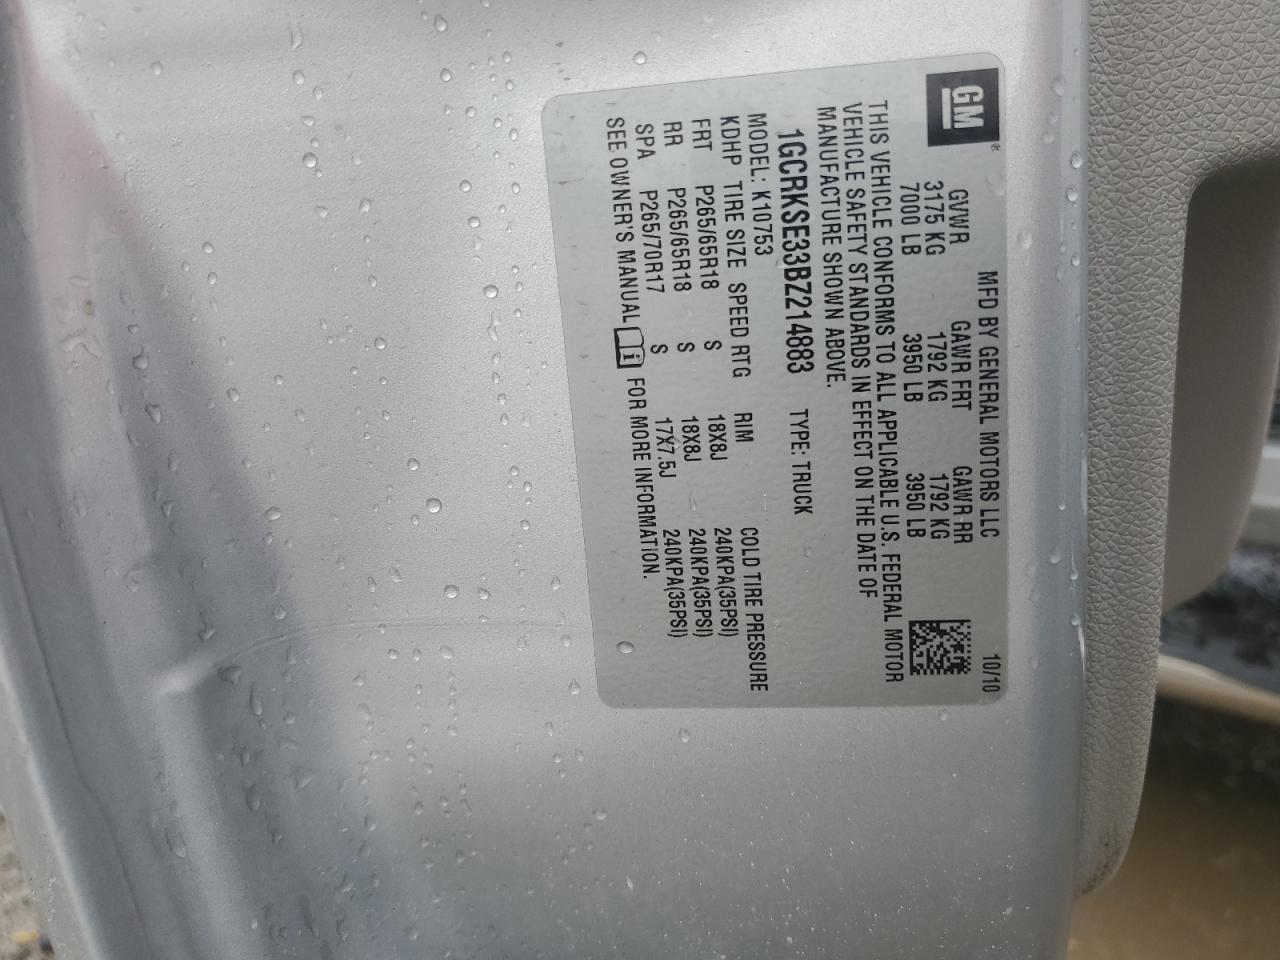 GM®
MFD BY GENERAL MOTORS LLC 10/10
GVWR GAWR FRT GAWR RR
3175 KG 1792 KG 1792 KG
7000 LB 3950 LB 3950 LB
THIS VEHICLE CONFORMS TO ALL APPLICABLE U.S. FEDERAL MOTOR
VEHICLE SAFETY STANDARDS IN EFFECT ON THE DATE OF
MANUFACTURE SHOWN ABOVE.
1GCRKSE33BZ214883 TYPE: TRUCK
MODEL: K10753
KDHP TIRE SIZE SPEED RTG RIM COLD TIRE PRESSURE
FRT P265/65R18 S 18X8J 240KPA(35PSI)
RR P265/65R18 S 18X8J 240KPA(35PSI)
SPA P265/70R17 S 17X7.5J 240KPA(35PSI)
SEE OWNER'S MANUAL i FOR MORE INFORMATION.